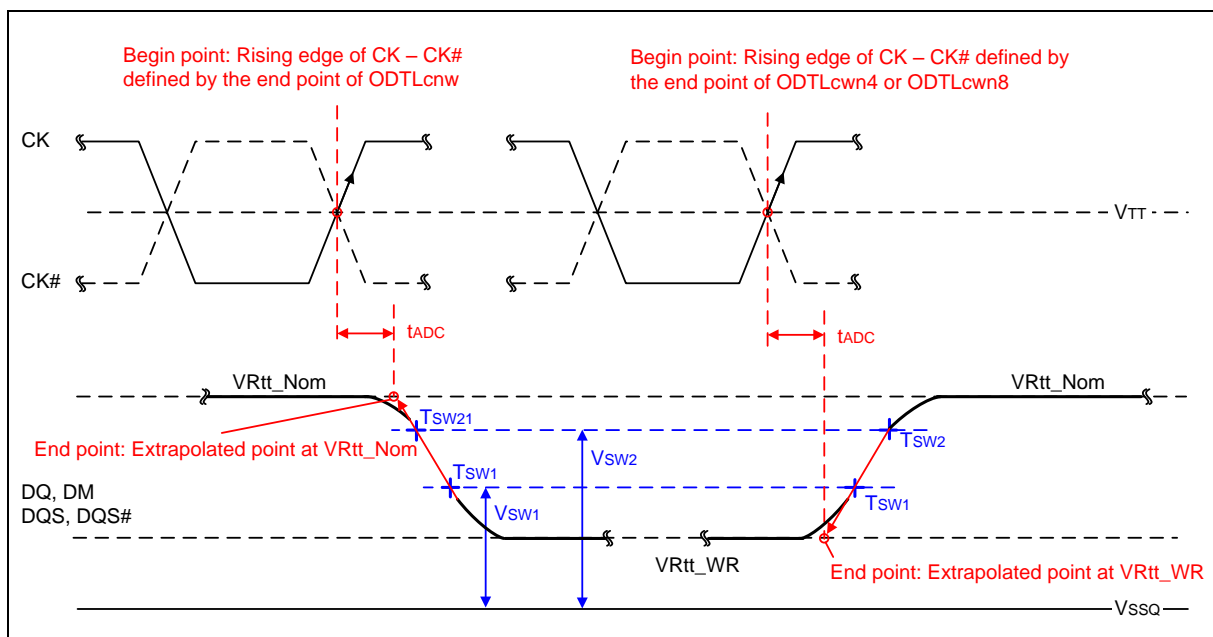 Begin point: Rising edge of CK – CK#
defined by the end point of ODTLcnw
Begin point: Rising edge of CK – CK# defined by
the end point of ODTLcwn4 or ODTLcwn8
CK
VTT
CK#
tADC
tADC
VRtt_Nom
VRtt_Nom
TSW21
TSW2
End point: Extrapolated point at VRtt_Nom
VSW2
TSW1
TSW1
DQ, DM
DQS, DQS#
VSW1
VRtt_WR
End point: Extrapolated point at VRtt_WR
VSSQ